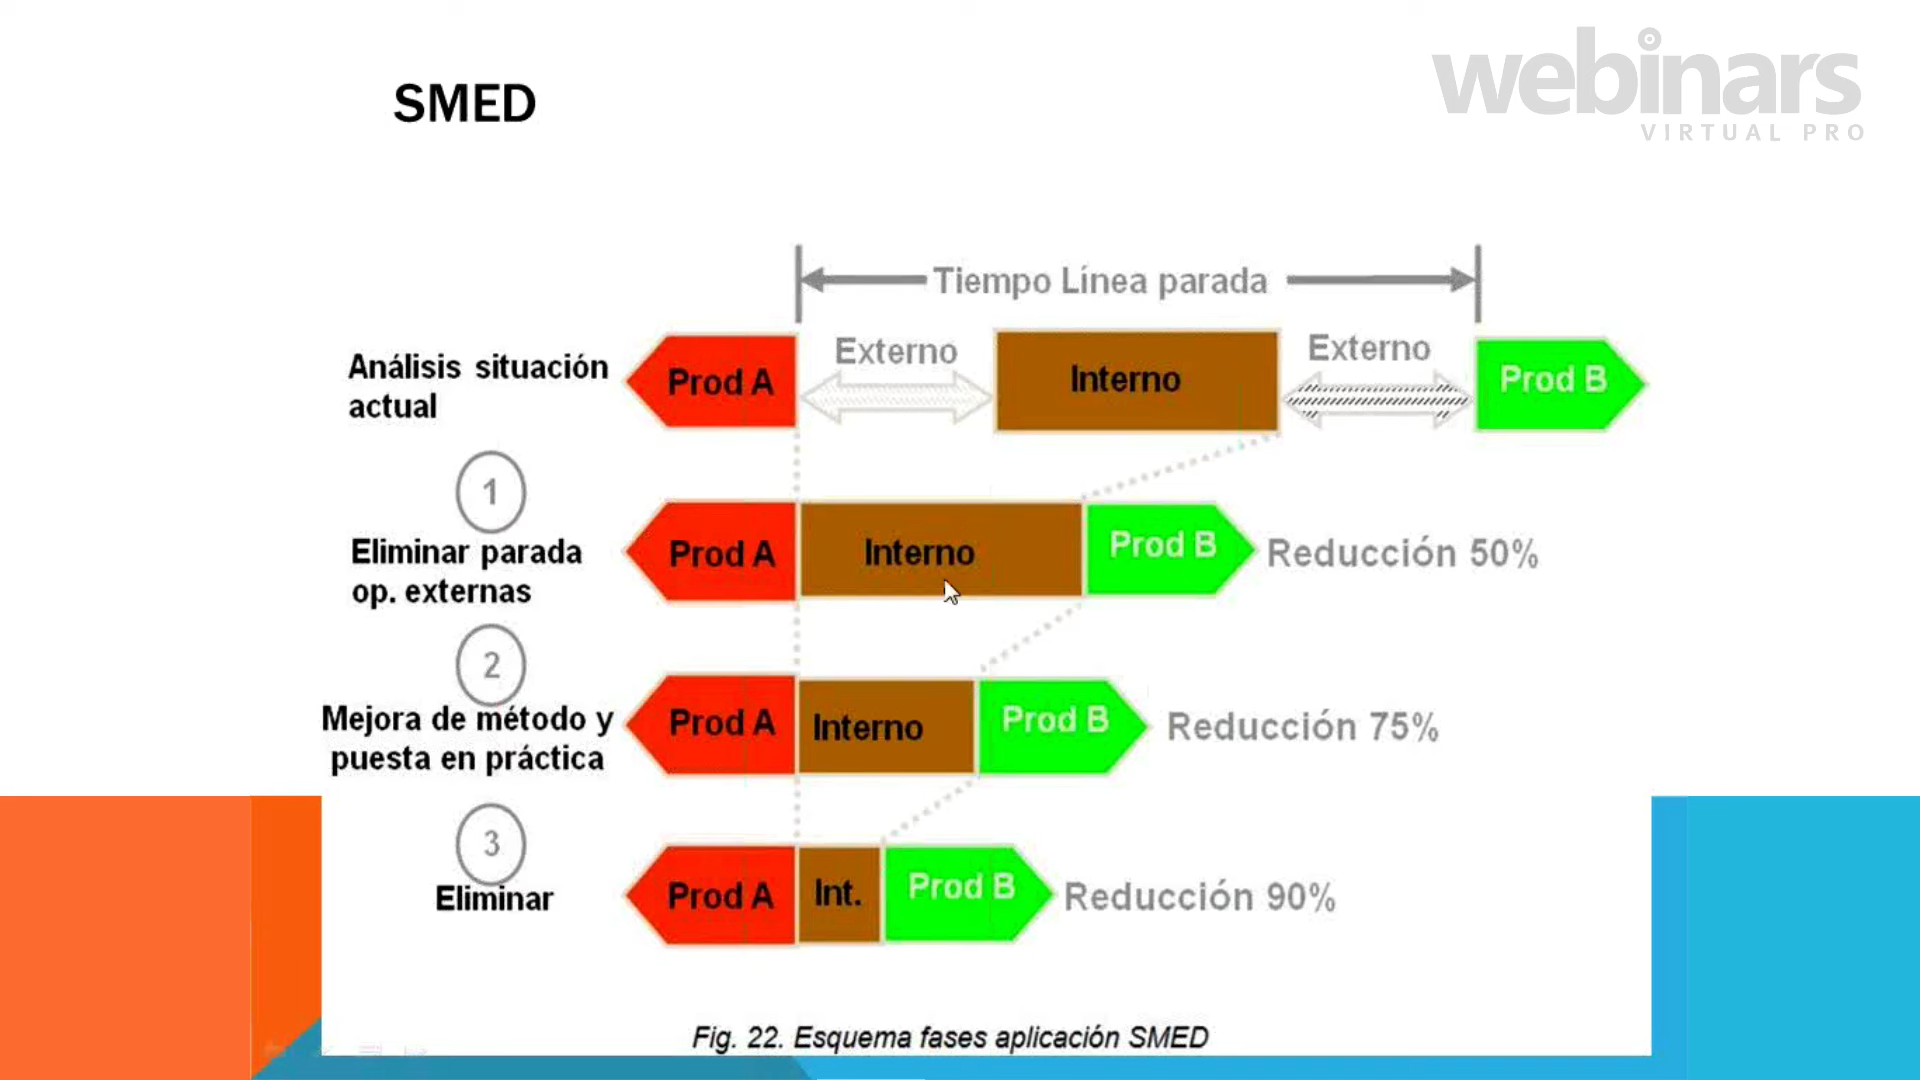 webinars
VIRTUAL PRO
SMED
Tiempo Línea parada
Análisis situación
actual
Prod A
Externo
Interno
Externo
Prod B
1
Eliminar parada
op. externas
Prod A
Interno
Prod B
Reducción 50%
2
Mejora de método y
puesta en práctica
Prod A
Interno
Prod B
Reducción 75%
3
Eliminar
Prod A
Int.
Prod B
Reducción 90%
Fig. 22. Esquema fases aplicación SMED